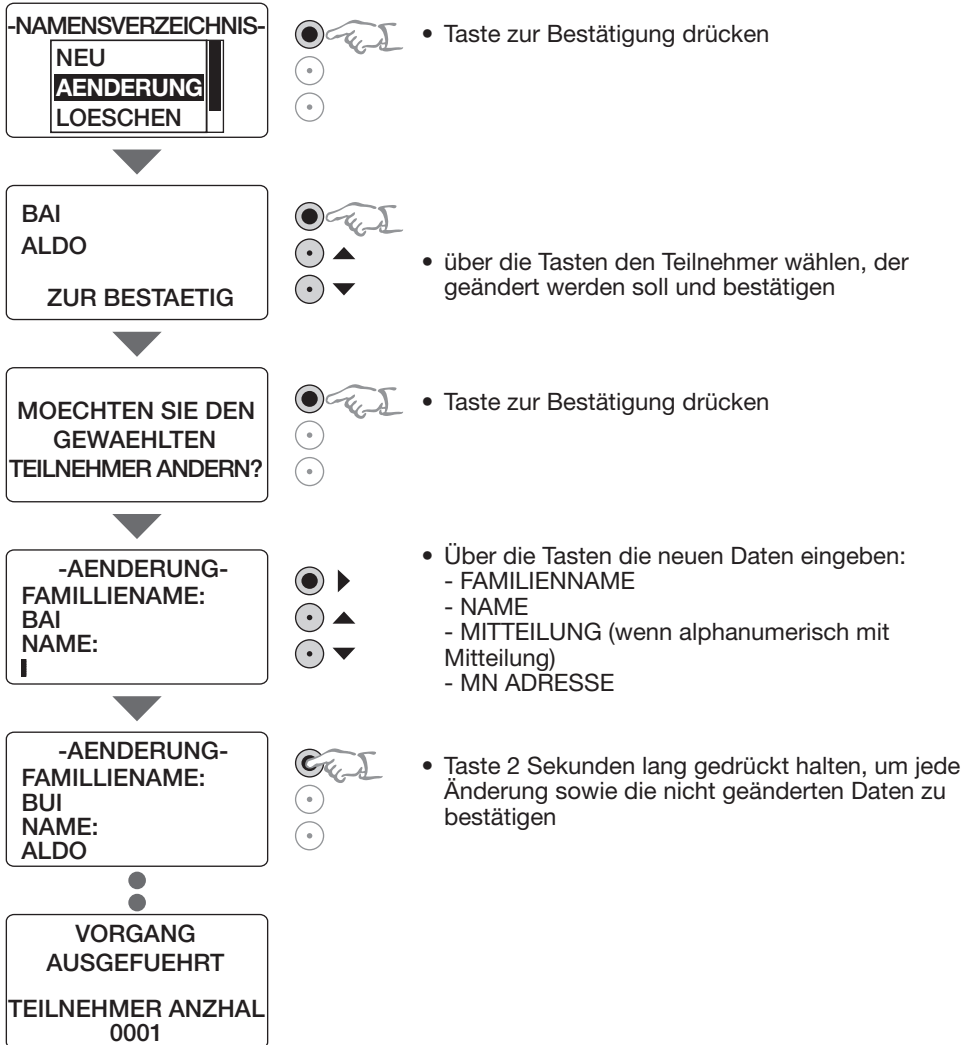 -NAMENSVERZEICHNIS-
NEU
AENDERUNG
LOESCHEN
• Taste zur Bestätigung drücken
BAI
ALDO
ZUR BESTAETIG
• über die Tasten den Teilnehmer wählen, der
geändert werden soll und bestätigen
MOECHTEN SIE DEN
GEWAEHLTEN
TEILNEHMER ANDERN?
• Taste zur Bestätigung drücken
-AENDERUNG-
FAMILLIENAME:
BAI
NAME:
• Über die Tasten die neuen Daten eingeben:
- FAMILIENNAME
- NAME
- MITTEILUNG (wenn alphanumerisch mit
Mitteilung)
- MN ADRESSE
-AENDERUNG-
FAMILLIENAME:
BUI
NAME:
ALDO
• Taste 2 Sekunden lang gedrückt halten, um jede
Änderung sowie die nicht geänderten Daten zu
bestätigen
VORGANG
AUSGEFUEHRT
TEILNEHMER ANZHAL
0001